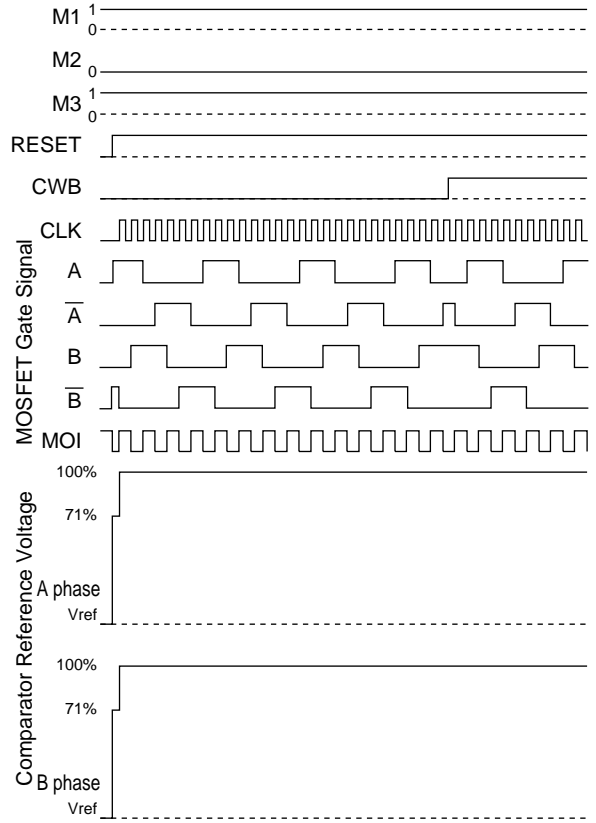 M1 1
0
M2
0
M3 1
0
RESET
CWB
CLK
MOSFET Gate Signal
A
A̅
B
B̅
MOI
Comparator Reference Voltage
100%
71%
A phase
Vref
100%
71%
B phase
Vref